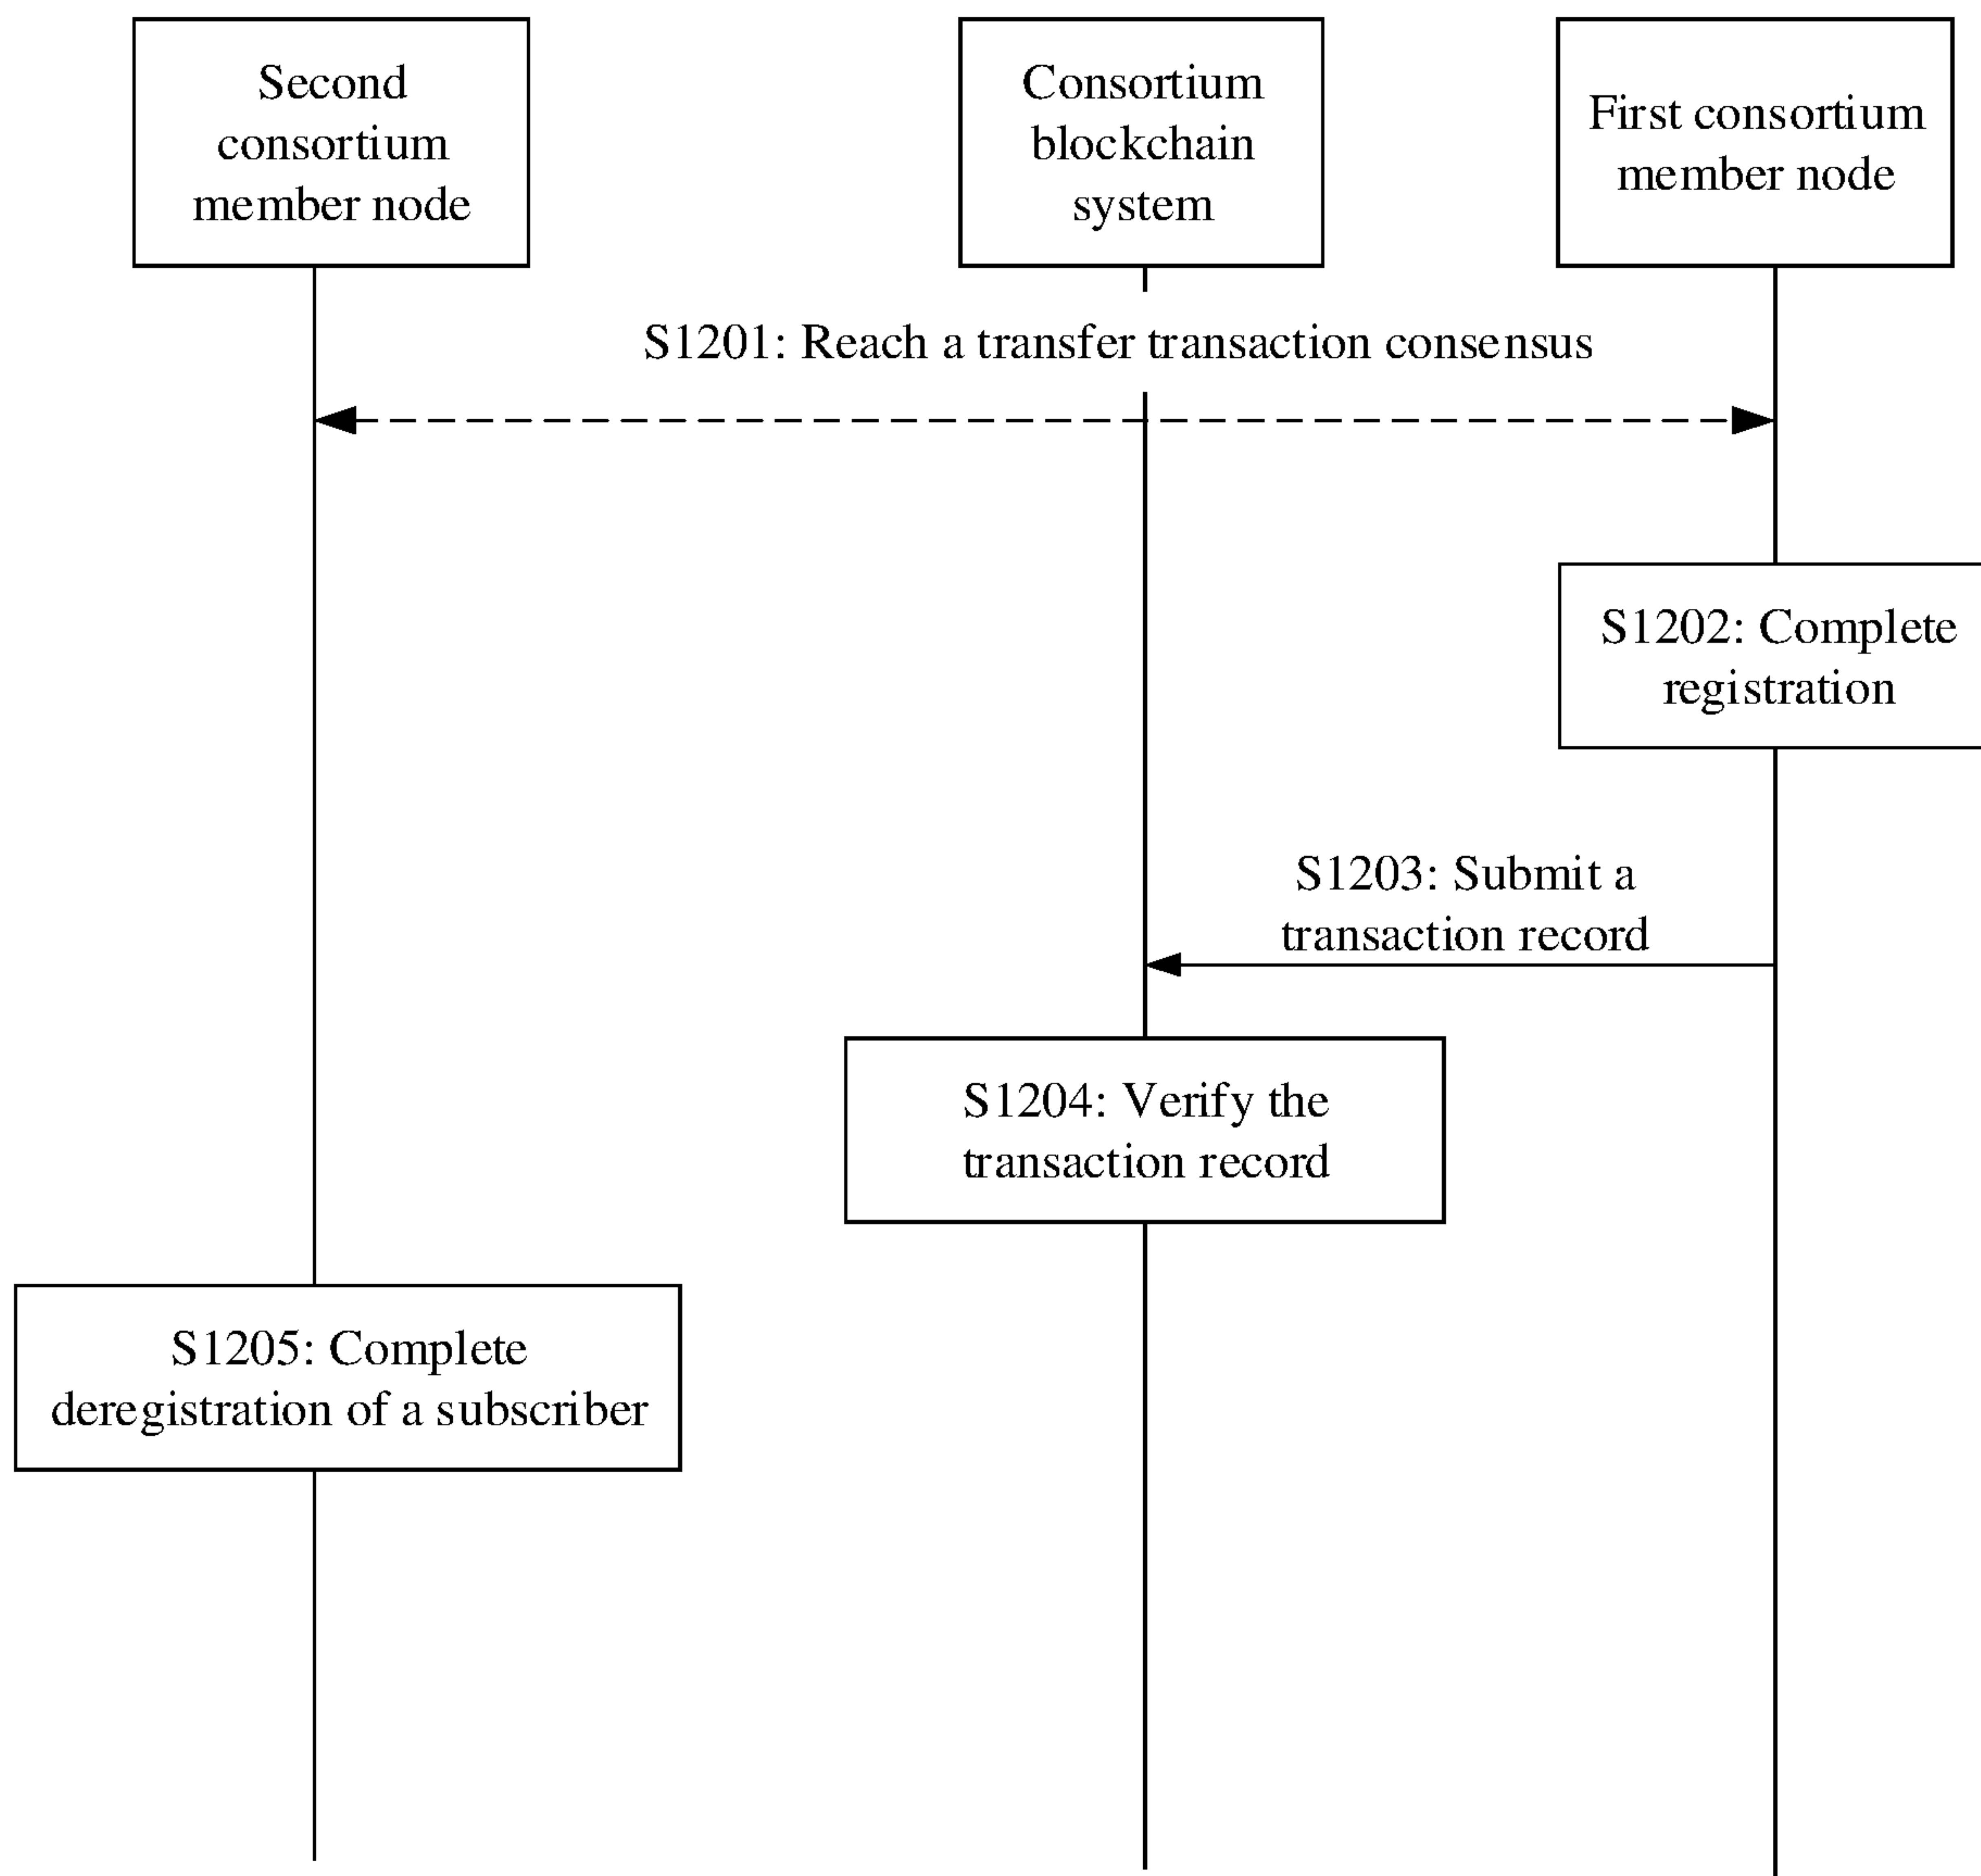 Second
consortium
member node
Consortium
blockchain
system
First consortium
member node
S1201: Reach a transfer transaction consensus
S1202: Complete
registration
S1203: Submit a
transaction record
S1204: Verify the
transaction record
S1205: Complete
deregistration of a subscriber